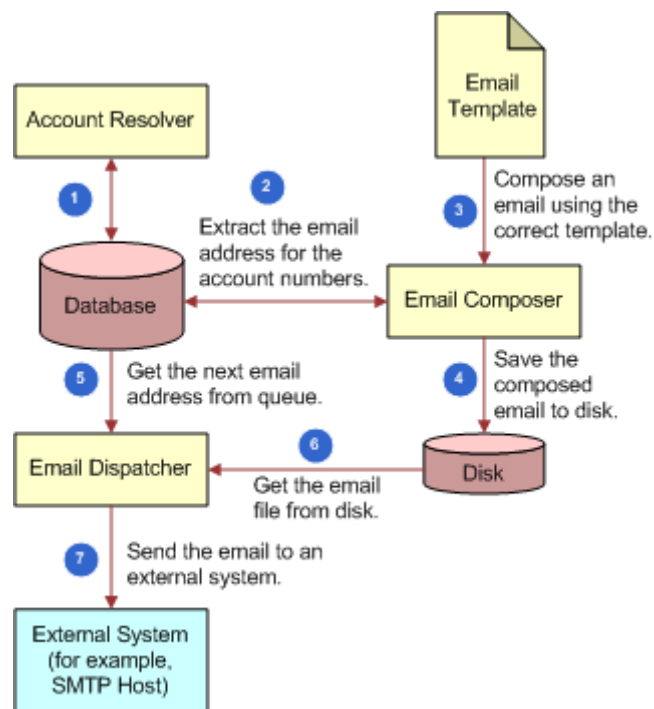 Email
Template
Account Resolver
1
2
Extract the email
address for the
account numbers.
3
Compose an
email using the
correct template.
Database
Email Composer
5
Get the next email
address from queue.
4
Save the
composed
email to disk.
Email Dispatcher
6
Get the email
file from disk.
Disk
7
Send the email to an
external system.
External System
(for example,
SMTP Host)